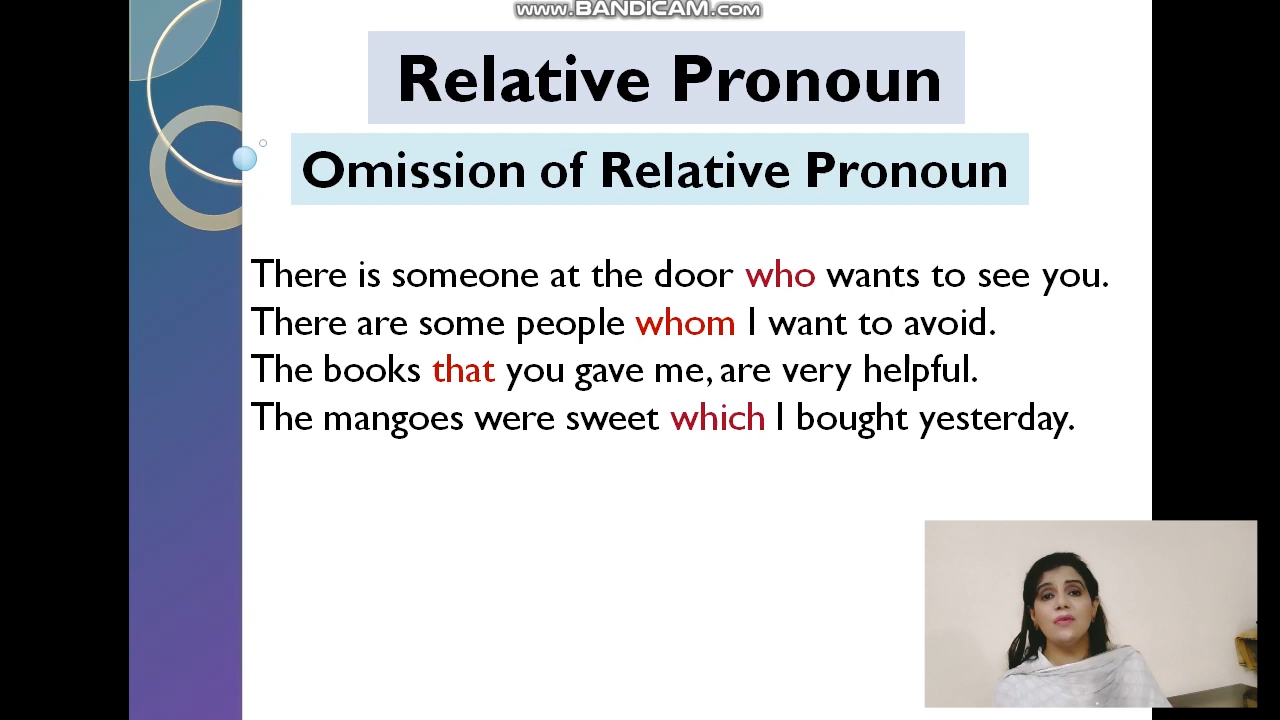 www.BANDICAM.com
Relative Pronoun
Omission of Relative Pronoun
There is someone at the door who wants to see you.
There are some people whom I want to avoid.
The books that you gave me, are very helpful.
The mangoes were sweet which I bought yesterday.